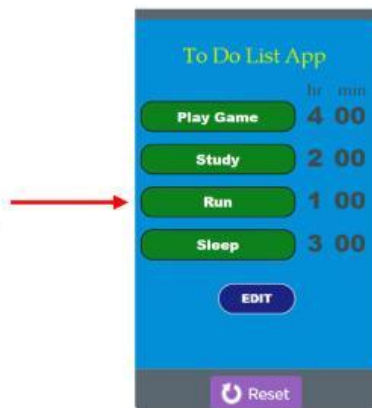 To Do List App
hr min
Play Game 4 00
Study 2 00
Run 1 00
Sleep 3 00
EDIT
Reset